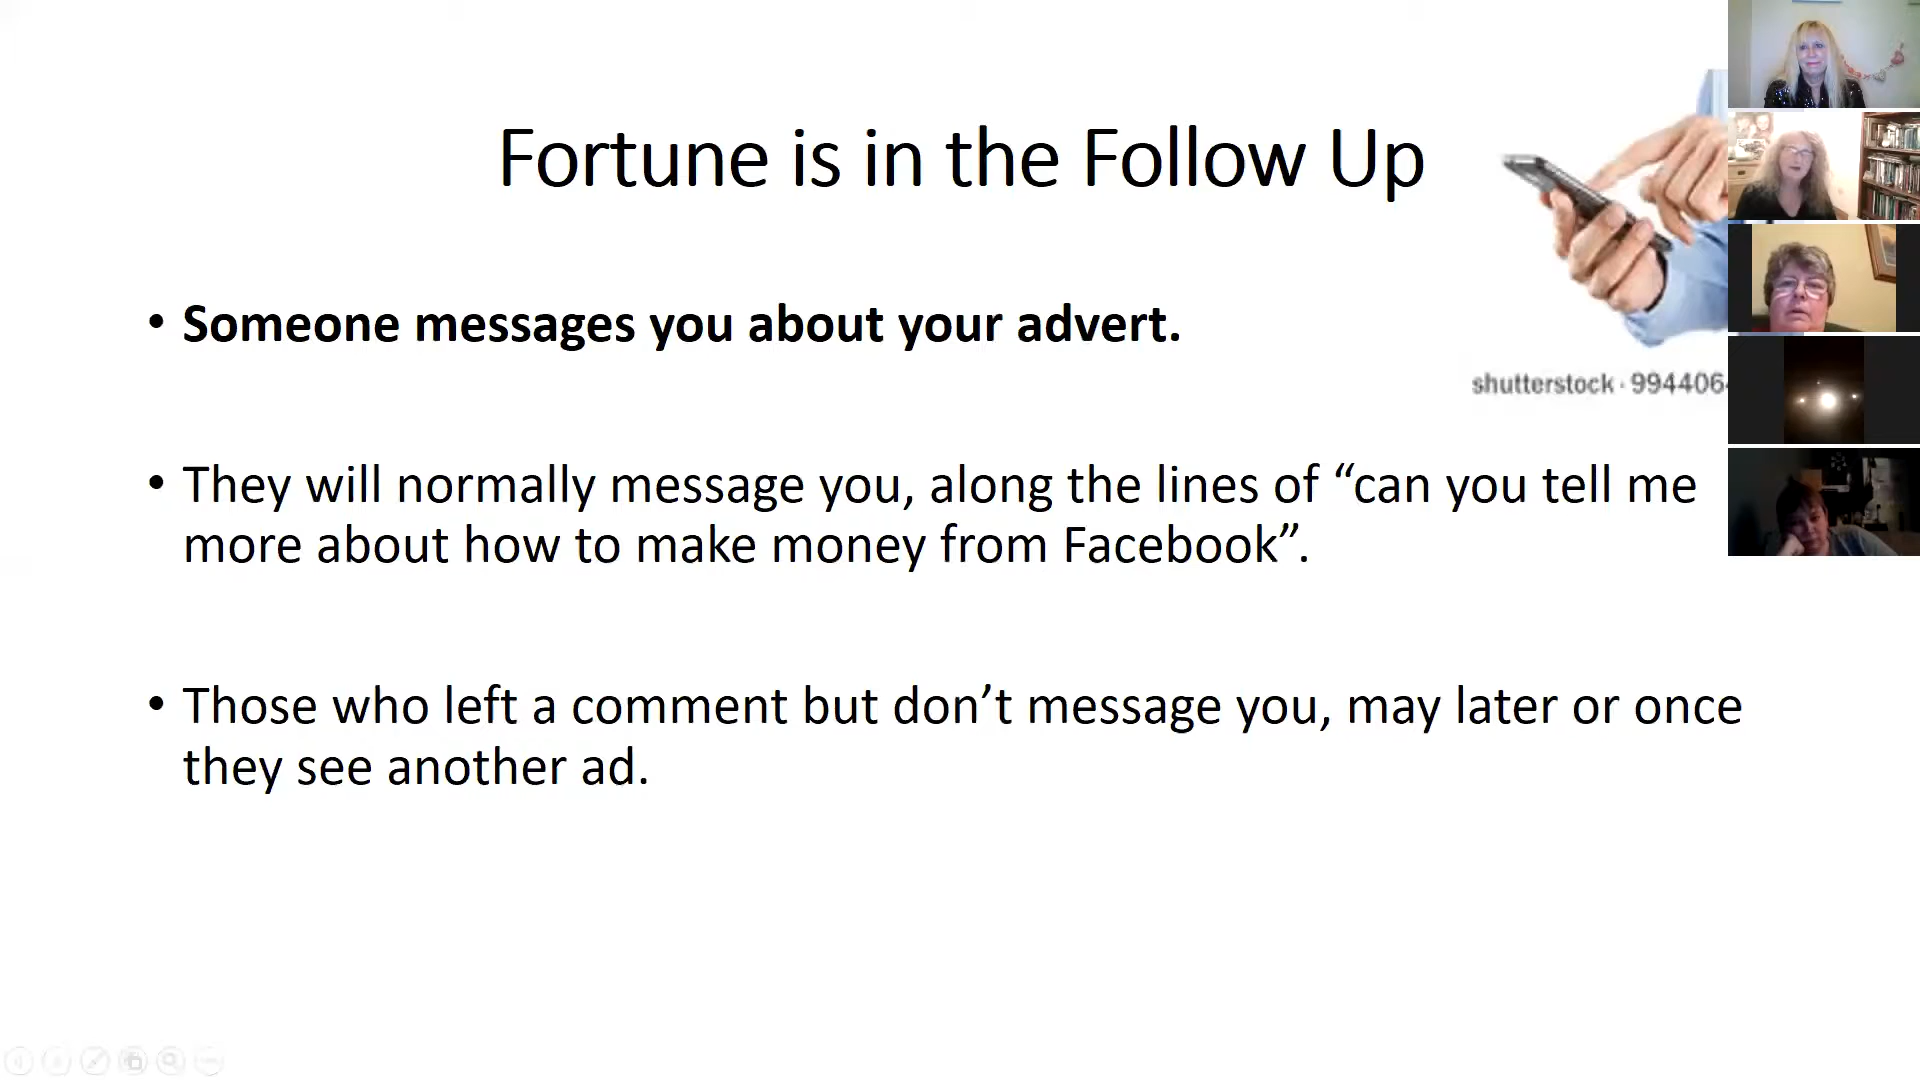 Fortune is in the Follow Up
shutterstock · 994406
• Someone messages you about your advert.
• They will normally message you, along the lines of “can you tell me
more about how to make money from Facebook”.
• Those who left a comment but don’t message you, may later or once
they see another ad.